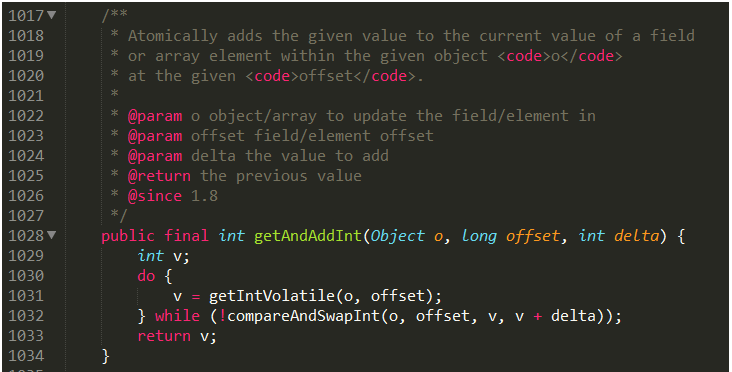 1017▼ /**
1018 * Atomically adds the given value to the current value of a field
1019 * or array element within the given object <code>o</code>
1020 * at the given <code>offset</code>.
1021 *
1022 * @param o object/array to update the field/element in
1023 * @param offset field/element offset
1024 * @param delta the value to add
1025 * @return the previous value
1026 * @since 1.8
1027 */
1028▼ public final int getAndAddInt(Object o, long offset, int delta) {
1029 int v;
1030 do {
1031 v = getIntVolatile(o, offset);
1032 } while (!compareAndSwapInt(o, offset, v, v + delta));
1033 return v;
1034 }